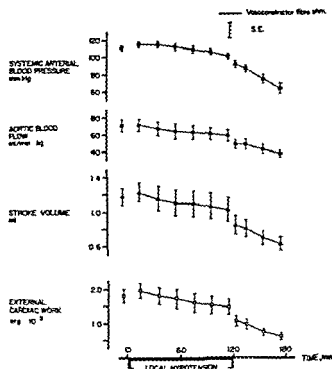 Vasoconstrictor fibre stim.
S.E.
SYSTEMIC ARTERIAL
BLOOD PRESSURE
mm Hg
120
100
80
60
AORTIC BLOOD
FLOW
80
60
40
STROKE VOLUME
ml
1.4
1.0
0.6
EXTERNAL
CARDIAC WORK
2.0
1.0
0
60
120
180
TIME, min
LOCAL HYPOTENSION